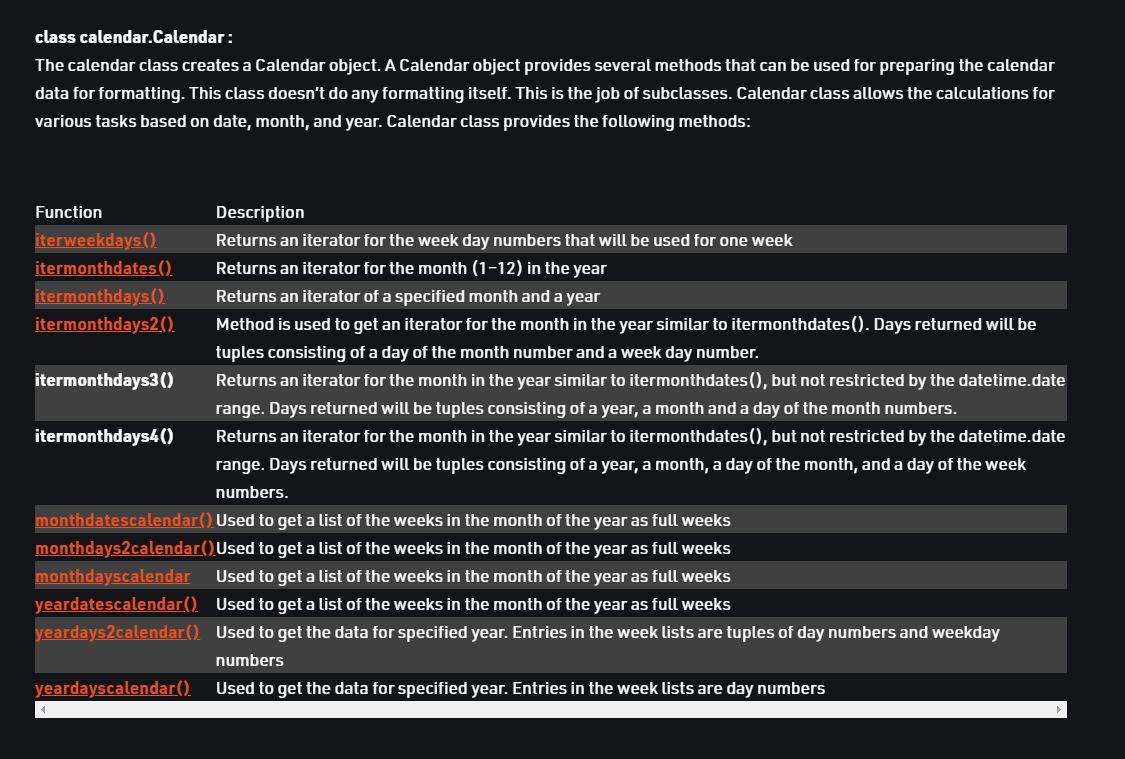 class calendar.Calendar :
The calendar class creates a Calendar object. A Calendar object provides several methods that can be used for preparing the calendar
data for formatting. This class doesn’t do any formatting itself. This is the job of subclasses. Calendar class allows the calculations for
various tasks based on date, month, and year. Calendar class provides the following methods:
Function Description
iterweekdays() Returns an iterator for the week day numbers that will be used for one week
itermonthdates() Returns an iterator for the month (1–12) in the year
itermonthdays() Returns an iterator of a specified month and a year
itermonthdays2() Method is used to get an iterator for the month in the year similar to itermonthdates(). Days returned will be
tuples consisting of a day of the month number and a week day number.
itermonthdays3() Returns an iterator for the month in the year similar to itermonthdates(), but not restricted by the datetime.date
range. Days returned will be tuples consisting of a year, a month and a day of the month numbers.
itermonthdays4() Returns an iterator for the month in the year similar to itermonthdates(), but not restricted by the datetime.date
range. Days returned will be tuples consisting of a year, a month, a day of the month, and a day of the week
numbers.
monthdatescalendar() Used to get a list of the weeks in the month of the year as full weeks
monthdays2calendar() Used to get a list of the weeks in the month of the year as full weeks
monthdayscalendar Used to get a list of the weeks in the month of the year as full weeks
yeardatescalendar() Used to get a list of the weeks in the month of the year as full weeks
yeardays2calendar() Used to get the data for specified year. Entries in the week lists are tuples of day numbers and weekday
numbers
yeardayscalendar() Used to get the data for specified year. Entries in the week lists are day numbers